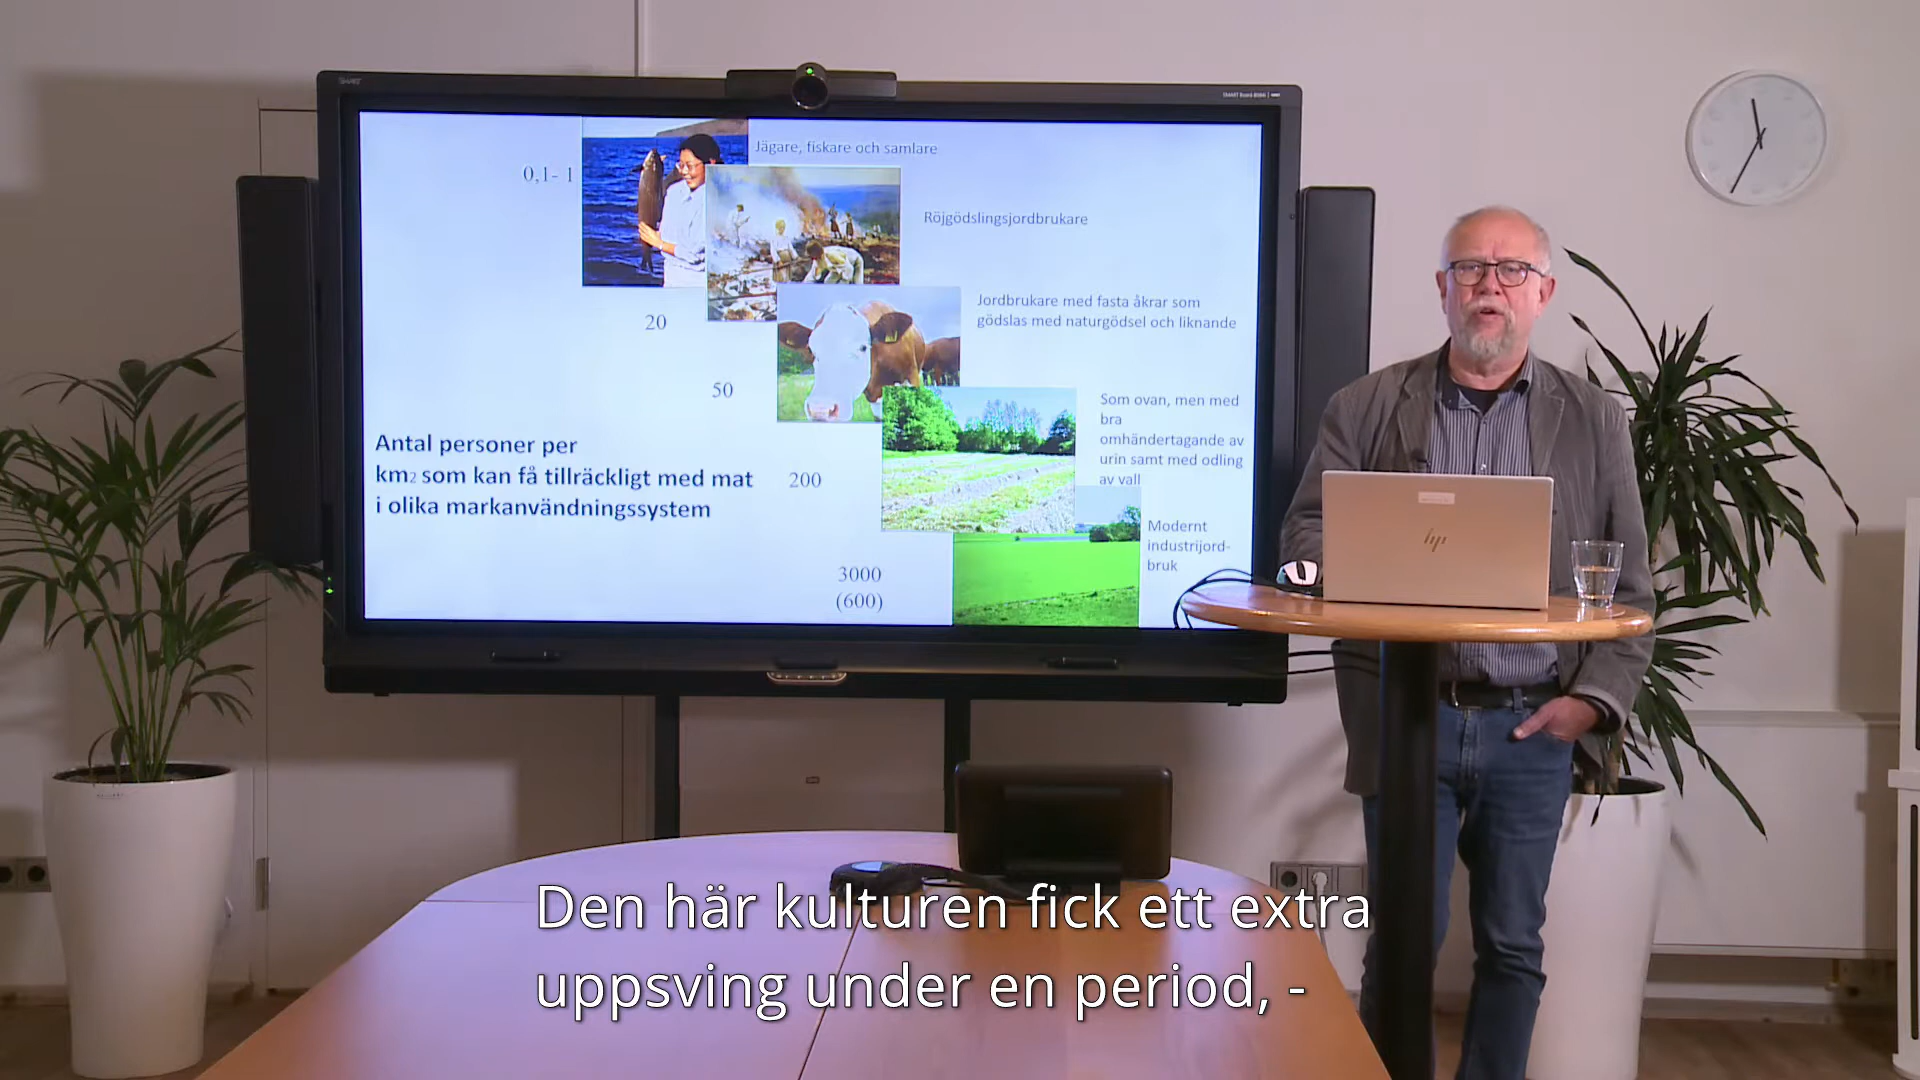 SMART
Jägare, fiskare och samlare
0,1- 1
Röjgödslingsjordbrukare
Jordbrukare med fasta åkrar som
gödslas med naturgödsel och liknande
20
50
Som ovan, men med
bra
omhändertagande av
urin samt med odling
av vall
Antal personer per
km2 som kan få tillräckligt med mat
i olika markanvändningssystem
200
Modernt
industrijord-
bruk
3000
(600)
hp
Den här kulturen fick ett extra
uppsving under en period, -